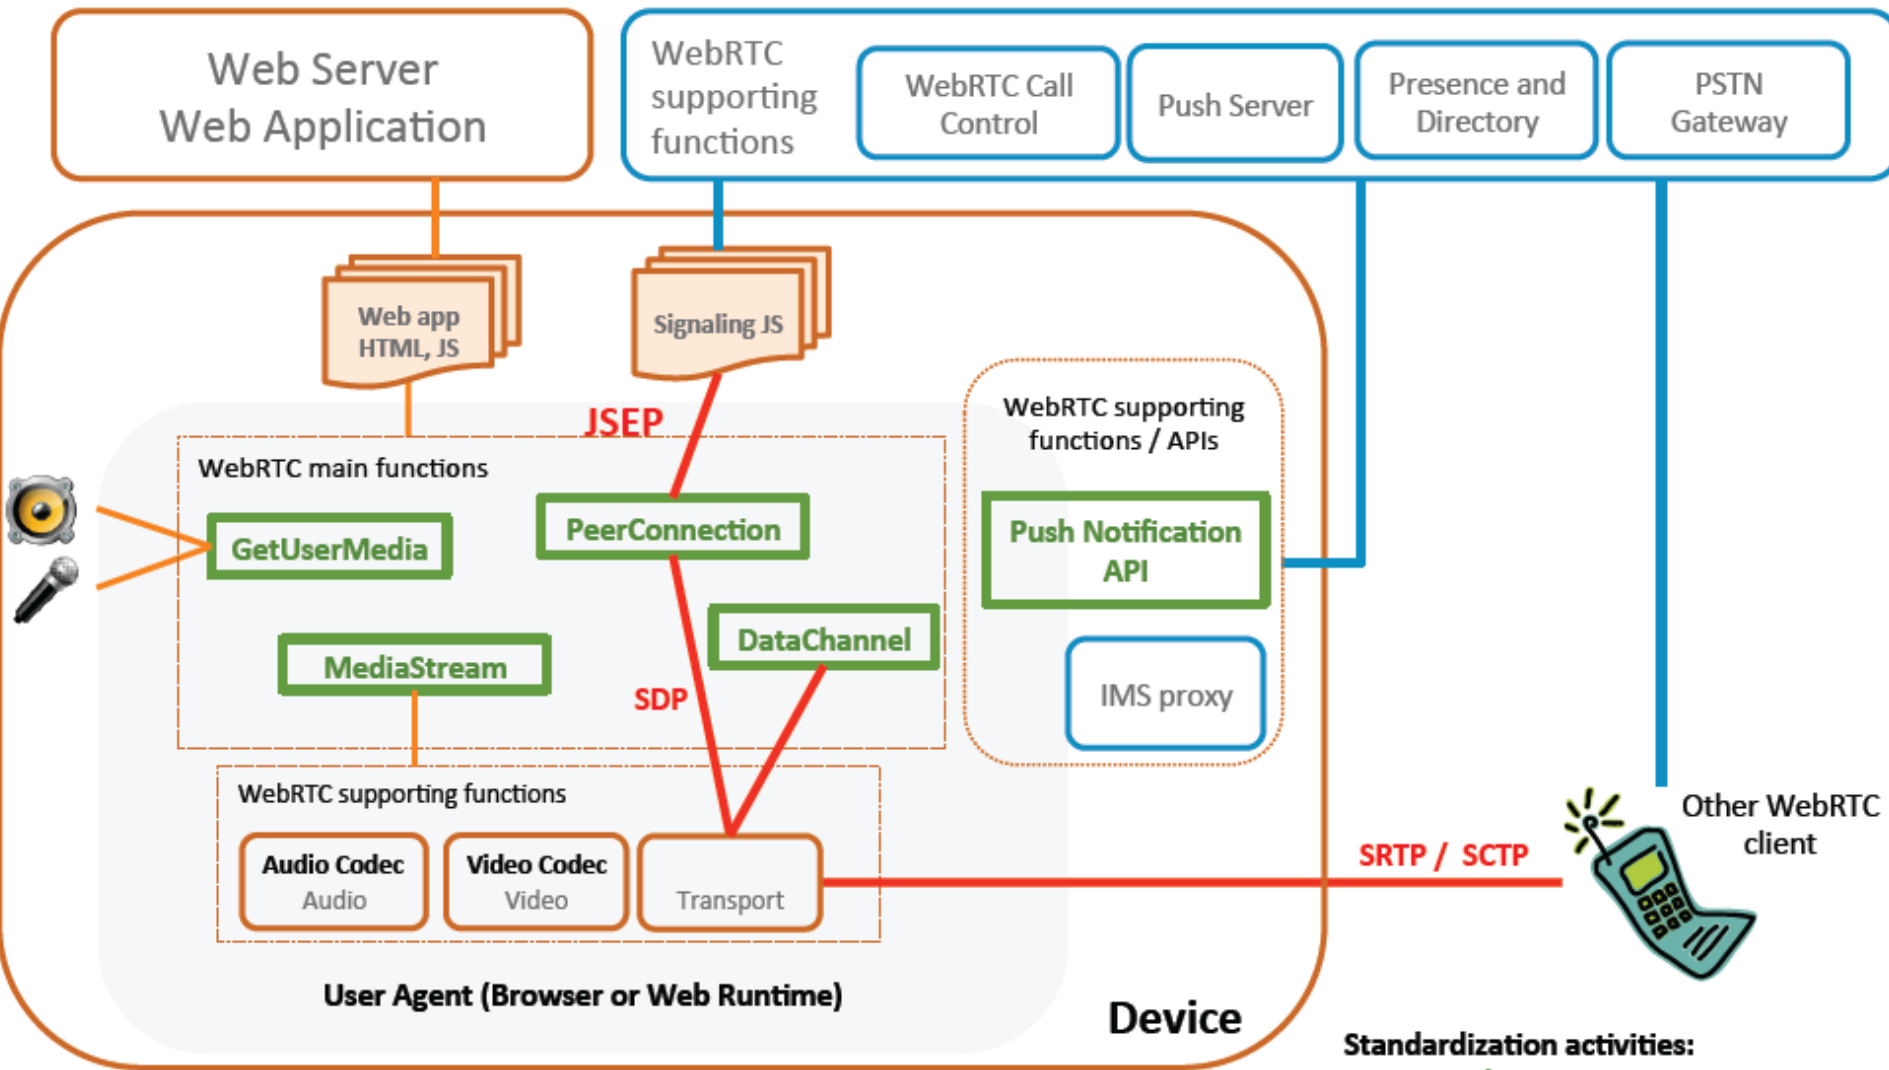 Web Server
Web Application
WebRTC
supporting
functions
WebRTC Call
Control
Push Server
Presence and
Directory
PSTN
Gateway
Web app
HTML, JS
Signaling JS
JSEP
WebRTC supporting
functions / APIs
WebRTC main functions
GetUserMedia
PeerConnection
Push Notification
API
MediaStream
DataChannel
SDP
IMS proxy
WebRTC supporting functions
Audio Codec
Audio
Video Codec
Video
Transport
SRTP / SCTP
Other WebRTC
client
User Agent (Browser or Web Runtime)
Device
Standardization activities: